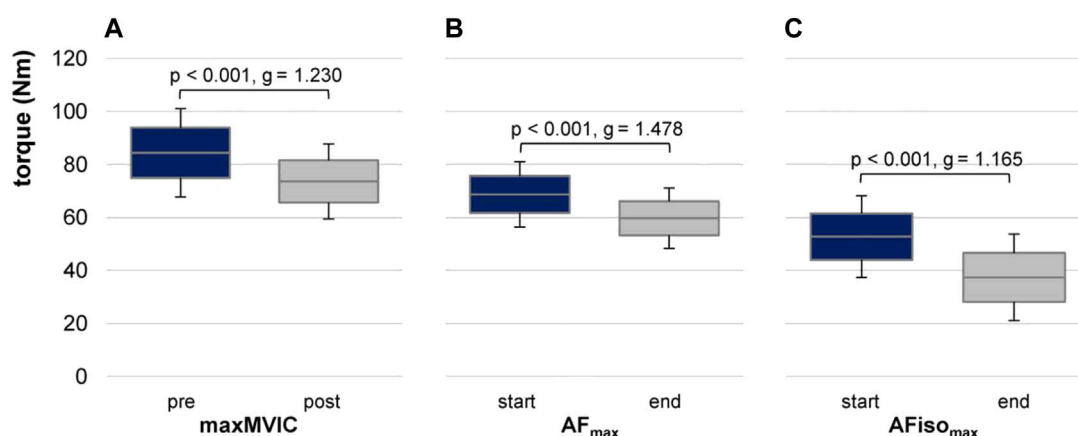 A
B
C
torque (Nm)
120
100
80
60
40
20
0
p < 0.001, g = 1.230
p < 0.001, g = 1.478
p < 0.001, g = 1.165
pre
post
start
end
start
end
maxMVIC
AFmax
AFisomax